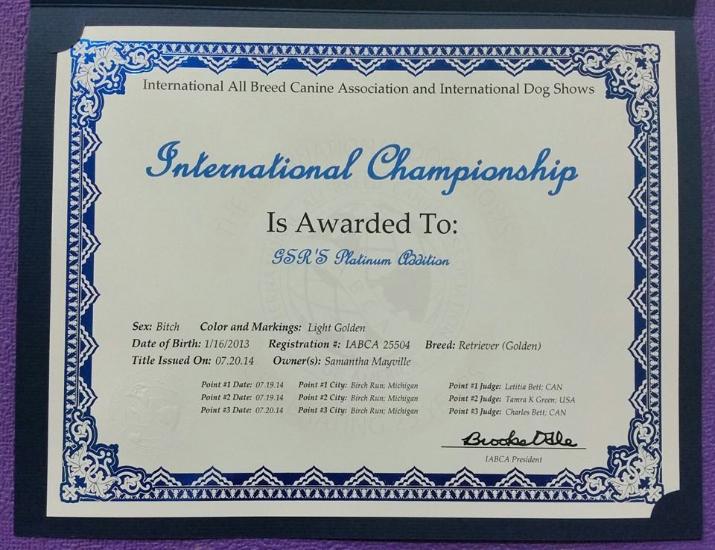 International All Breed Canine Association and International Dog Shows
International Championship
Is Awarded To:
GSR'S Platinum Addition
Sex: Bitch Color and Markings: Light Golden
Date of Birth: 1/16/2013 Registration #: IABCA 25504 Breed: Retriever (Golden)
Title Issued On: 07.20.14 Owner(s): Samantha Mayville
Point #1 Date: 07.19.14 Point #1 City: Birch Run; Michigan Point #1 Judge: Letitia Bett; CAN
Point #2 Date: 07.19.14 Point #2 City: Birch Run; Michigan Point #2 Judge: Tamra K Green; USA
Point #3 Date: 07.20.14 Point #3 City: Birch Run; Michigan Point #3 Judge: Charles Bett; CAN
IABCA President